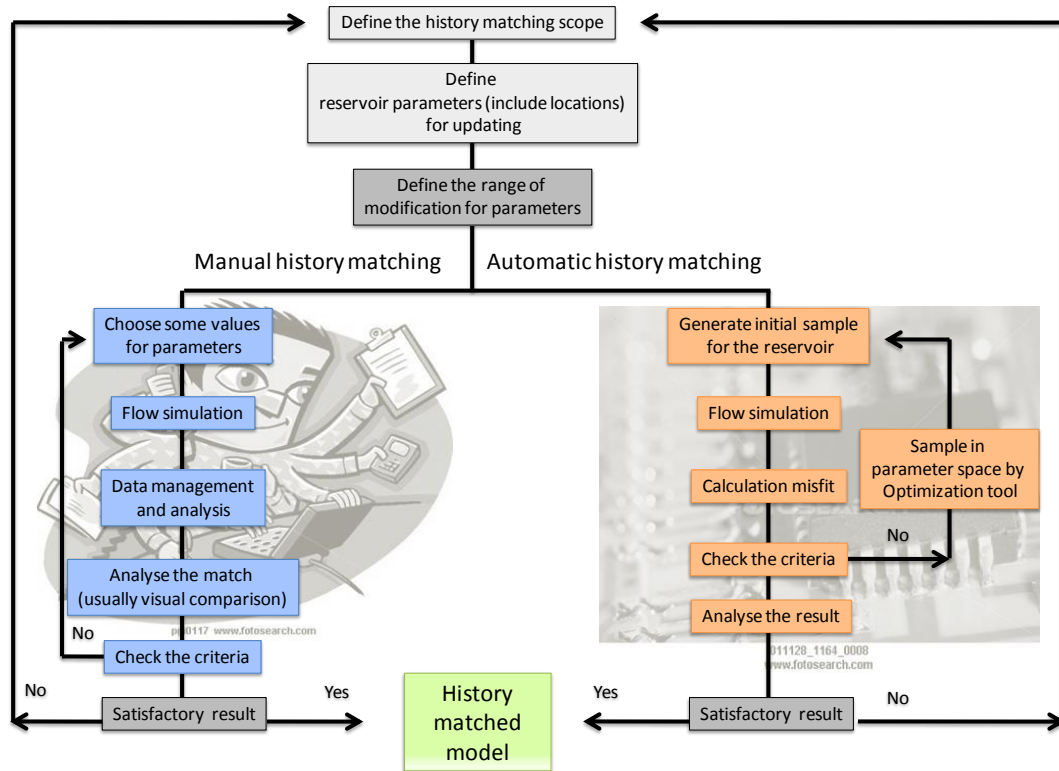 Define the history matching scope
Define
reservoir parameters (include locations)
for updating
Define the range of
modification for parameters
Manual history matching
Automatic history matching
Choose some values
for parameters
Flow simulation
Data management
and analysis
Analyse the match
(usually visual comparison)
www.fotosearch.com
No
Check the criteria
No
Satisfactory result
Yes
History
matched
model
Generate initial sample
for the reservoir
Flow simulation
Sample in
parameter space by
Optimization tool
Calculation misfit
No
Check the criteria
Analyse the result
011128_1164_0008
www.fotosearch.com
Yes
Satisfactory result
No